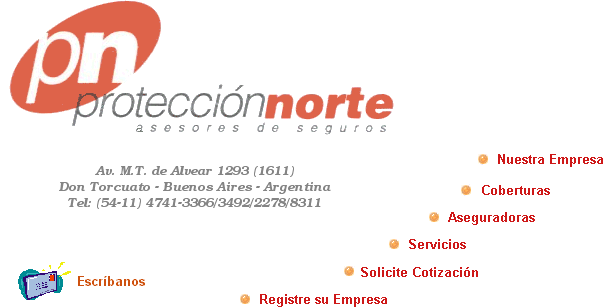 pn
protecciónnorte
asesores de seguros
Av. M.T. de Alvear 1293 (1611)
Don Torcuato - Buenos Aires - Argentina
Tel: (54-11) 4741-3366/3492/2278/8311
Nuestra Empresa
Coberturas
Aseguradoras
Servicios
Solicite Cotización
Registre su Empresa
Escríbanos